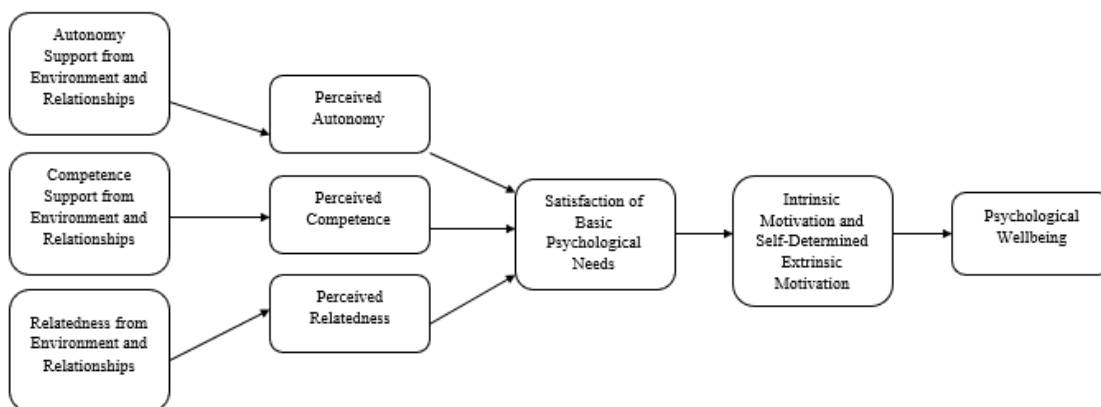 Autonomy
Support from
Environment and
Relationships
Competence
Support from
Environment and
Relationships
Relatedness from
Environment and
Relationships
Perceived
Autonomy
Perceived
Competence
Perceived
Relatedness
Satisfaction of
Basic
Psychological
Needs
Intrinsic
Motivation and
Self-Determined
Extrinsic
Motivation
Psychological
Wellbeing